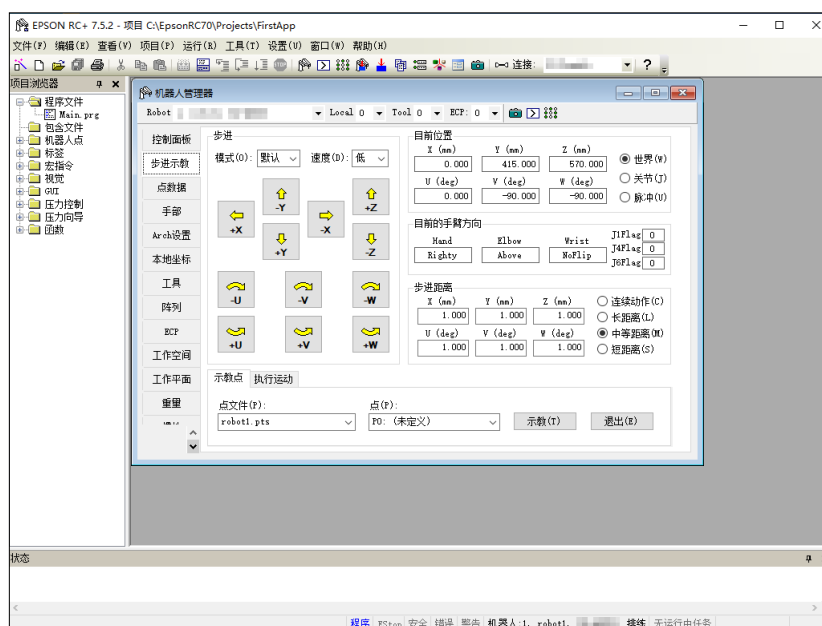 EPSON RC+ 7.5.2 - 项目 C:\EpsonRC70\Projects\FirstApp
文件(F) 编辑(E) 查看(V) 项目(P) 运行(R) 工具(T) 设置(U) 窗口(W) 帮助(H)
连接:
项目浏览器
程序文件
Main.prg
包含文件
机器人点
标签
宏指令
视觉
GUI
压力控制
压力向导
函数
机器人管理器
Robot Local 0 Tool 0 ECP: 0
控制面板
步进示教
点数据
手部
Arch设置
本地坐标
工具
阵列
ECP
工作空间
工作平面
重量
步进
模式(O): 默认 速度(D): 低
-Y +Z
+X -X
+Y -Z
-U -V -W
+U +V +W
目前位置
X (mm) Y (mm) Z (mm)
0.000 415.000 570.000
U (deg) V (deg) W (deg)
0.000 -90.000 -90.000
世界(W)
关节(J)
脉冲(U)
目前的手臂方向
Hand Elbow Wrist
Righty Above NoFlip
J1Flag 0
J4Flag 0
J6Flag 0
步进距离
X (mm) Y (mm) Z (mm)
1.000 1.000 1.000
U (deg) V (deg) W (deg)
1.000 1.000 1.000
连续动作(C)
长距离(L)
中等距离(M)
短距离(S)
示教点 执行运动
点文件(F): 点(P):
robot1.pts P0: (未定义) 示教(T) 退出(E)
状态
程序 EStop 安全 错误 警告 机器人:1, robot1, 排练 无运行中任务